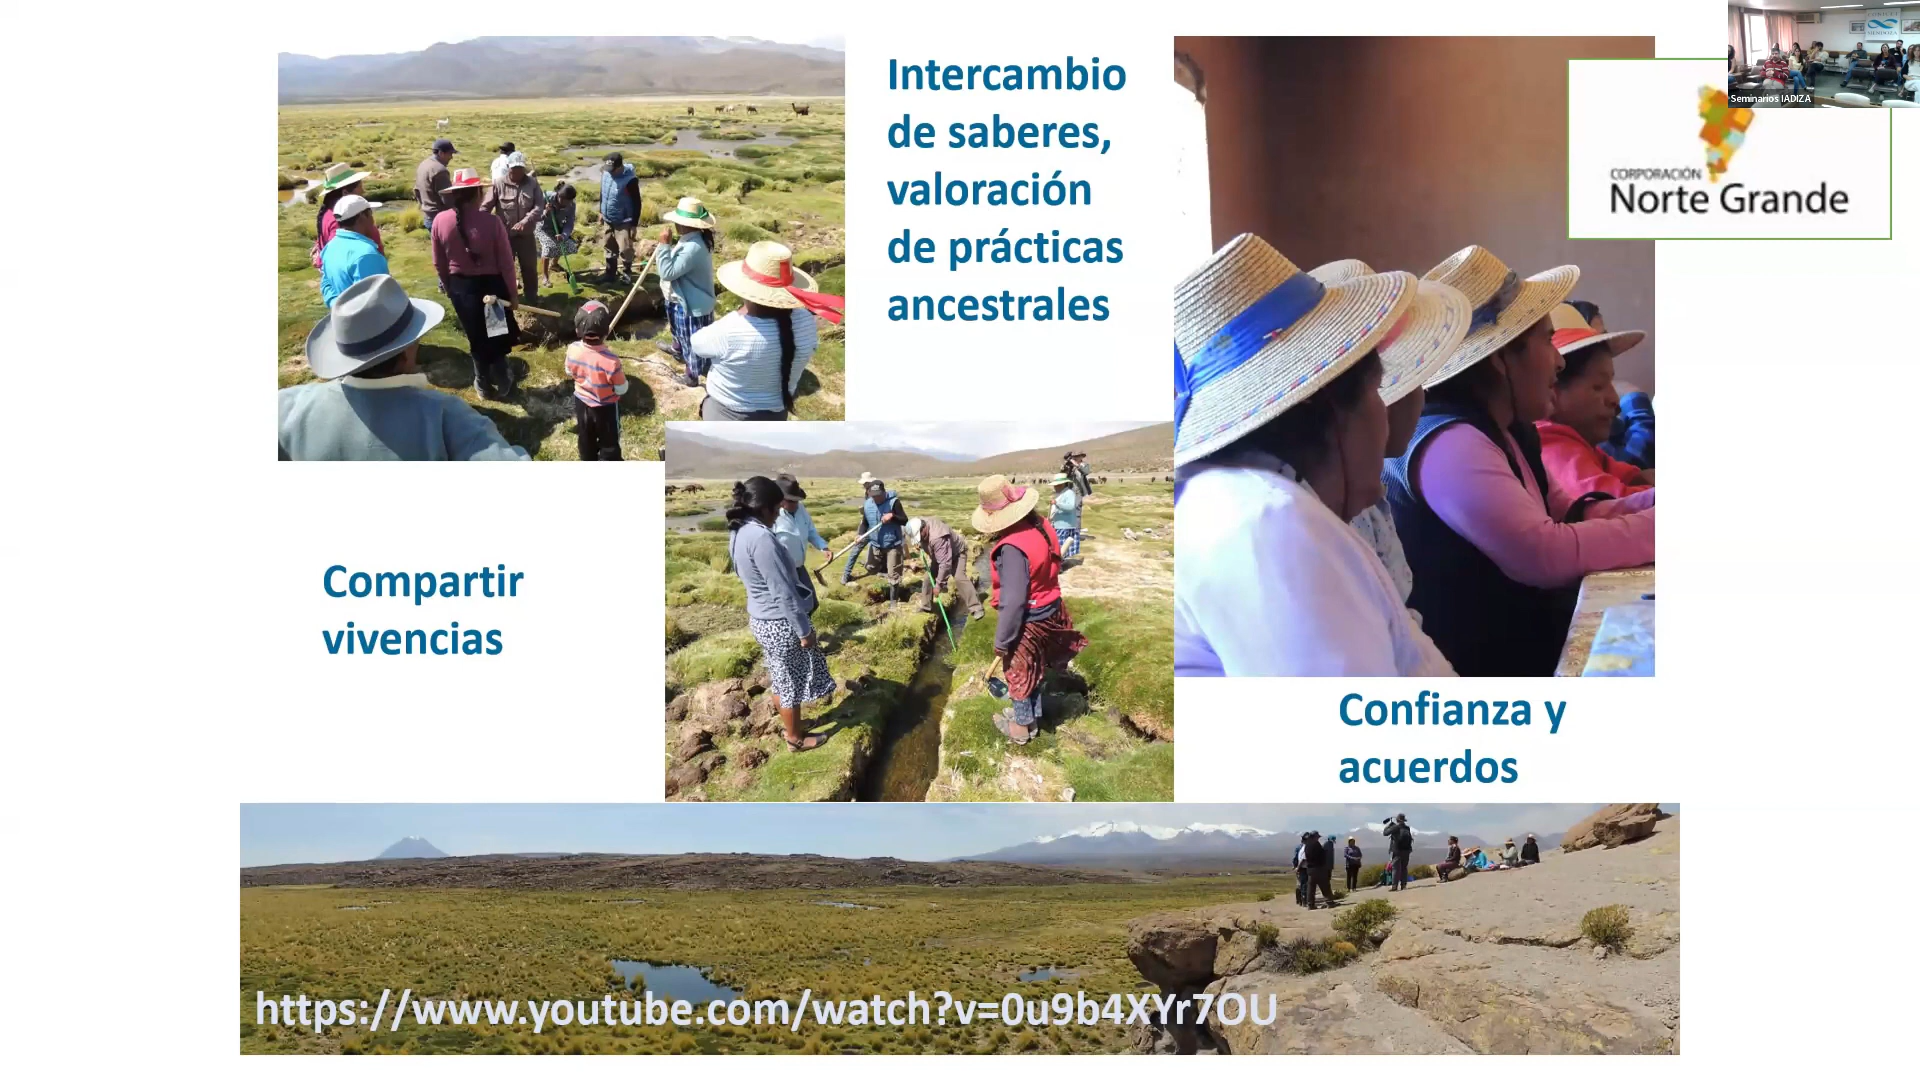 Intercambio
de saberes,
valoración
de prácticas
ancestrales
Seminarios IADIZA
CORPORACIÓN
Norte Grande
Compartir
vivencias
Confianza y
acuerdos
https://www.youtube.com/watch?v=0u9b4XYr7OU